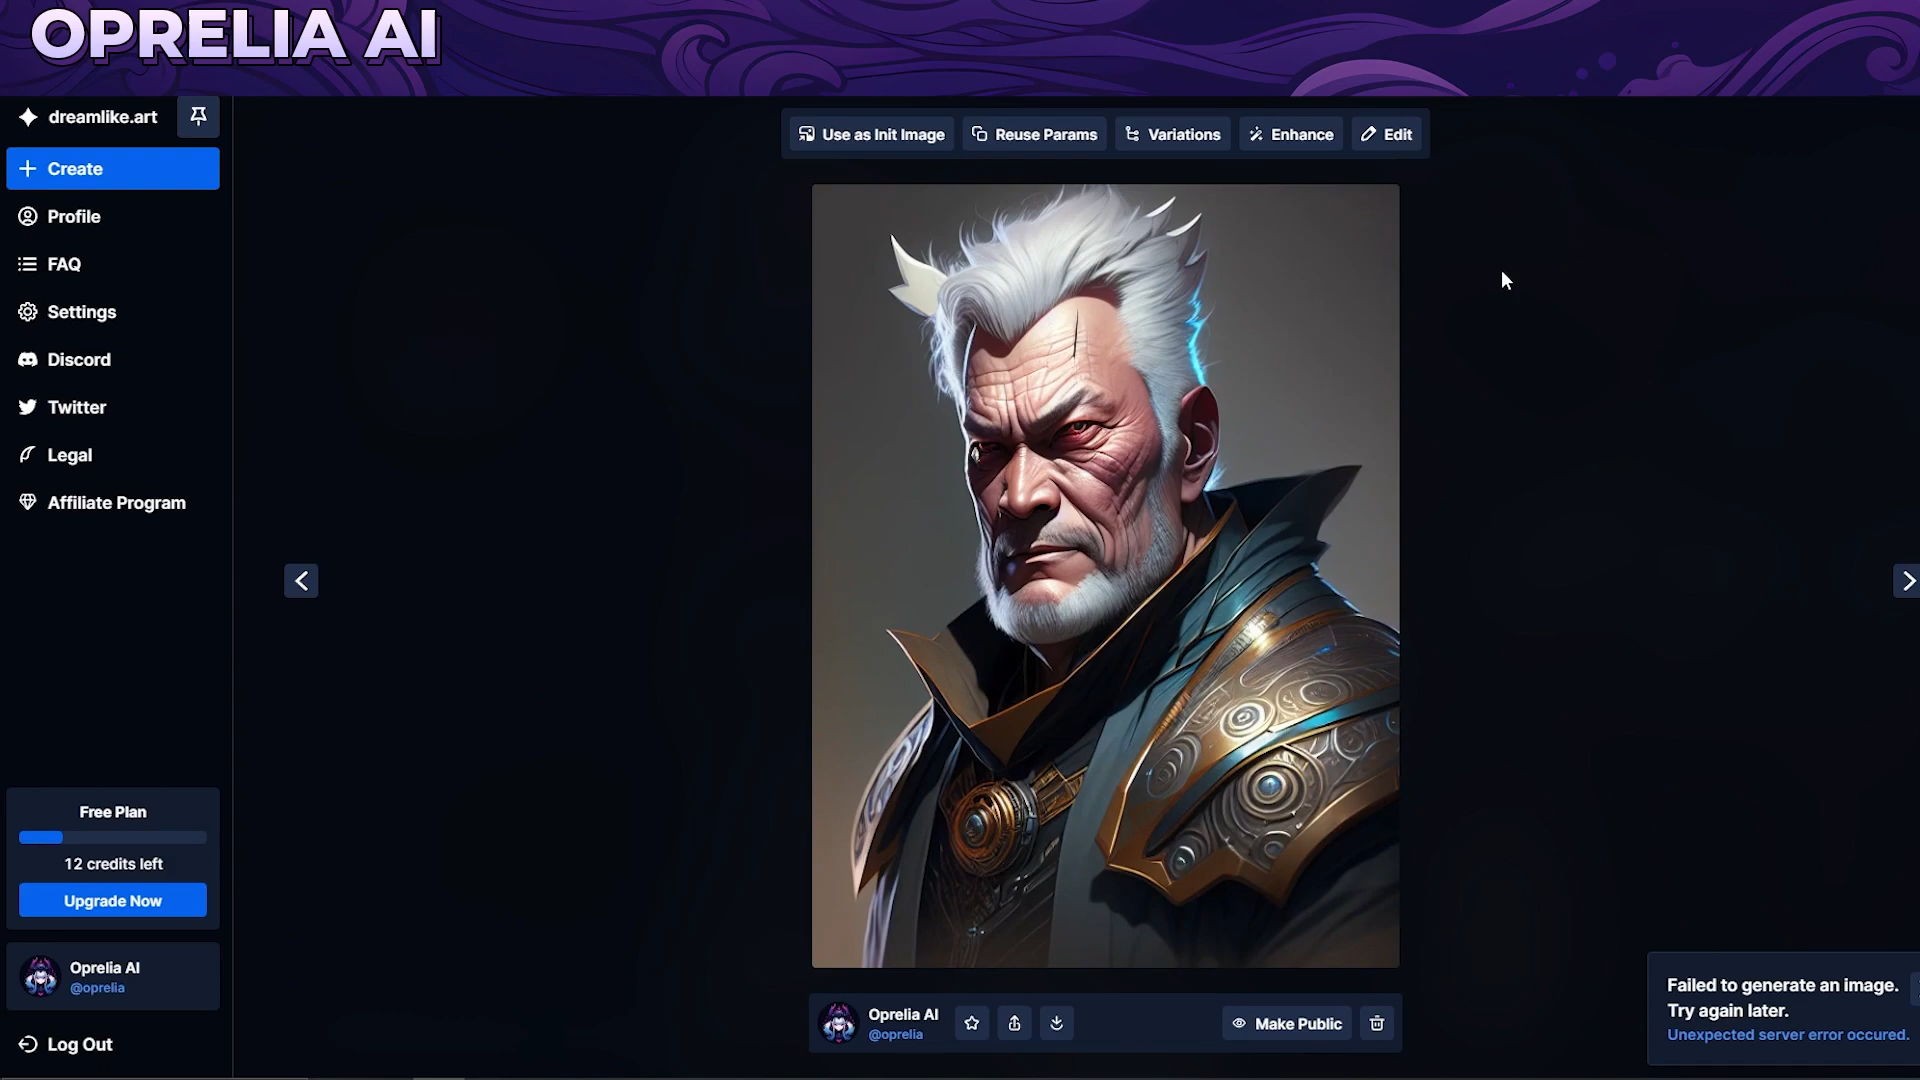 OPRELIA AI
dreamlike.art
Create
Profile
FAQ
Settings
Discord
Twitter
Legal
Affiliate Program
Free Plan
12 credits left
Upgrade Now
Oprelia AI
@oprelia
Log Out
Use as Init Image
Reuse Params
Variations
Enhance
Edit
Oprelia AI
@oprelia
Make Public
Failed to generate an image.
Try again later.
Unexpected server error occured.